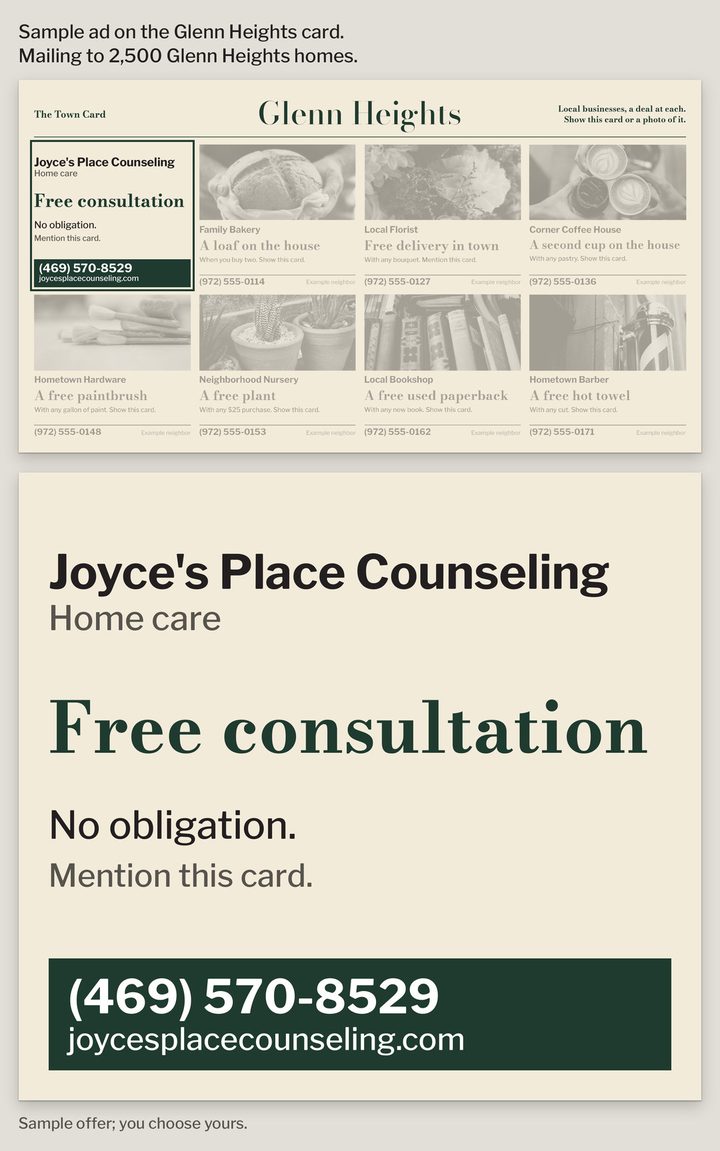 Sample ad on the Glenn Heights card.
Mailing to 2,500 Glenn Heights homes.
The Town Card
Glenn Heights
Local businesses, a deal at each.
Show this card or a photo of it.
Joyce's Place Counseling
Home care
Free consultation
No obligation.
Mention this card.
(469) 570-8529
joycesplacecounseling.com
Family Bakery
A loaf on the house
When you buy two. Show this card.
(972) 555-0114
Example neighbor
Local Florist
Free delivery in town
With any bouquet. Mention this card.
(972) 555-0127
Example neighbor
Corner Coffee House
A second cup on the house
With any pastry. Show this card.
(972) 555-0136
Example neighbor
Hometown Hardware
A free paintbrush
With any gallon of paint. Show this card.
(972) 555-0148
Example neighbor
Neighborhood Nursery
A free plant
With any $25 purchase. Show this card.
(972) 555-0153
Example neighbor
Local Bookshop
A free used paperback
With any new book. Show this card.
(972) 555-0162
Example neighbor
Hometown Barber
A free hot towel
With any cut. Show this card.
(972) 555-0171
Example neighbor
Joyce's Place Counseling
Home care
Free consultation
No obligation.
Mention this card.
(469) 570-8529
joycesplacecounseling.com
Sample offer; you choose yours.